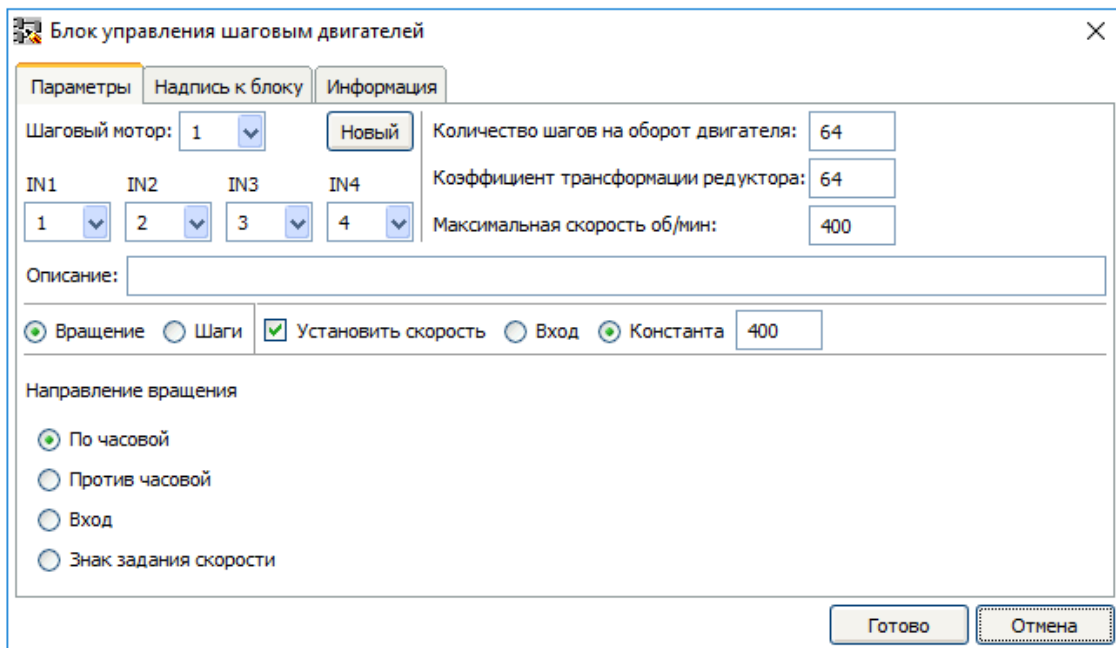 Блок управления шаговым двигателей
Параметры Надпись к блоку Информация
Шаговый мотор: 1 Новый Количество шагов на оборот двигателя: 64
IN1 IN2 IN3 IN4 Коэффициент трансформации редуктора: 64
1 2 3 4 Максимальная скорость об/мин: 400
Описание:
Вращение Шаги Установить скорость Вход Константа 400
Направление вращения
По часовой
Против часовой
Вход
Знак задания скорости
Готово Отмена